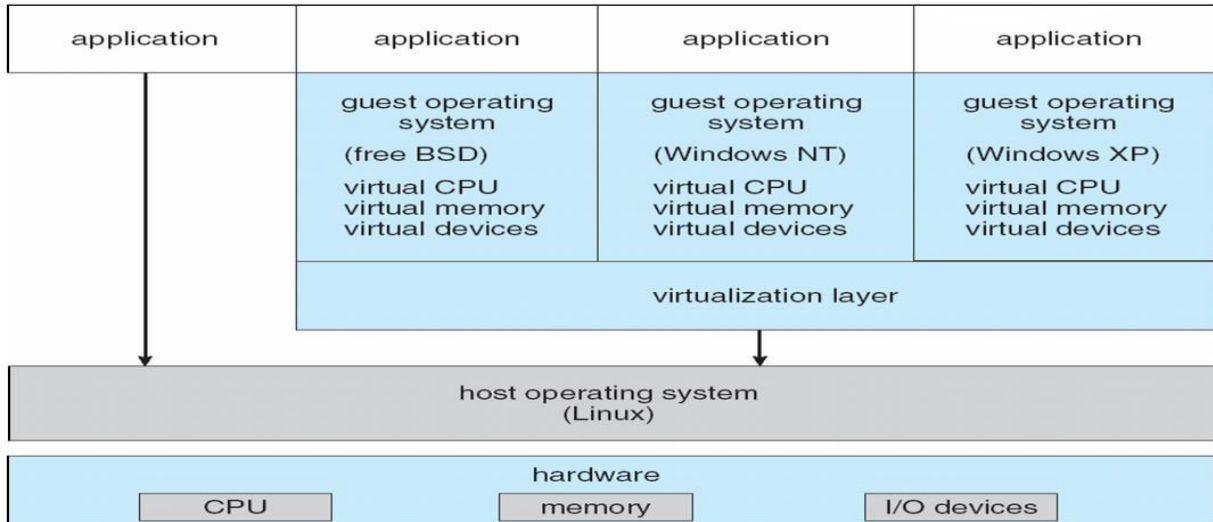 application
application
application
application
guest operating
system
(free BSD)
virtual CPU
virtual memory
virtual devices
guest operating
system
(Windows NT)
virtual CPU
virtual memory
virtual devices
guest operating
system
(Windows XP)
virtual CPU
virtual memory
virtual devices
virtualization layer
host operating system
(Linux)
hardware
CPU
memory
I/O devices